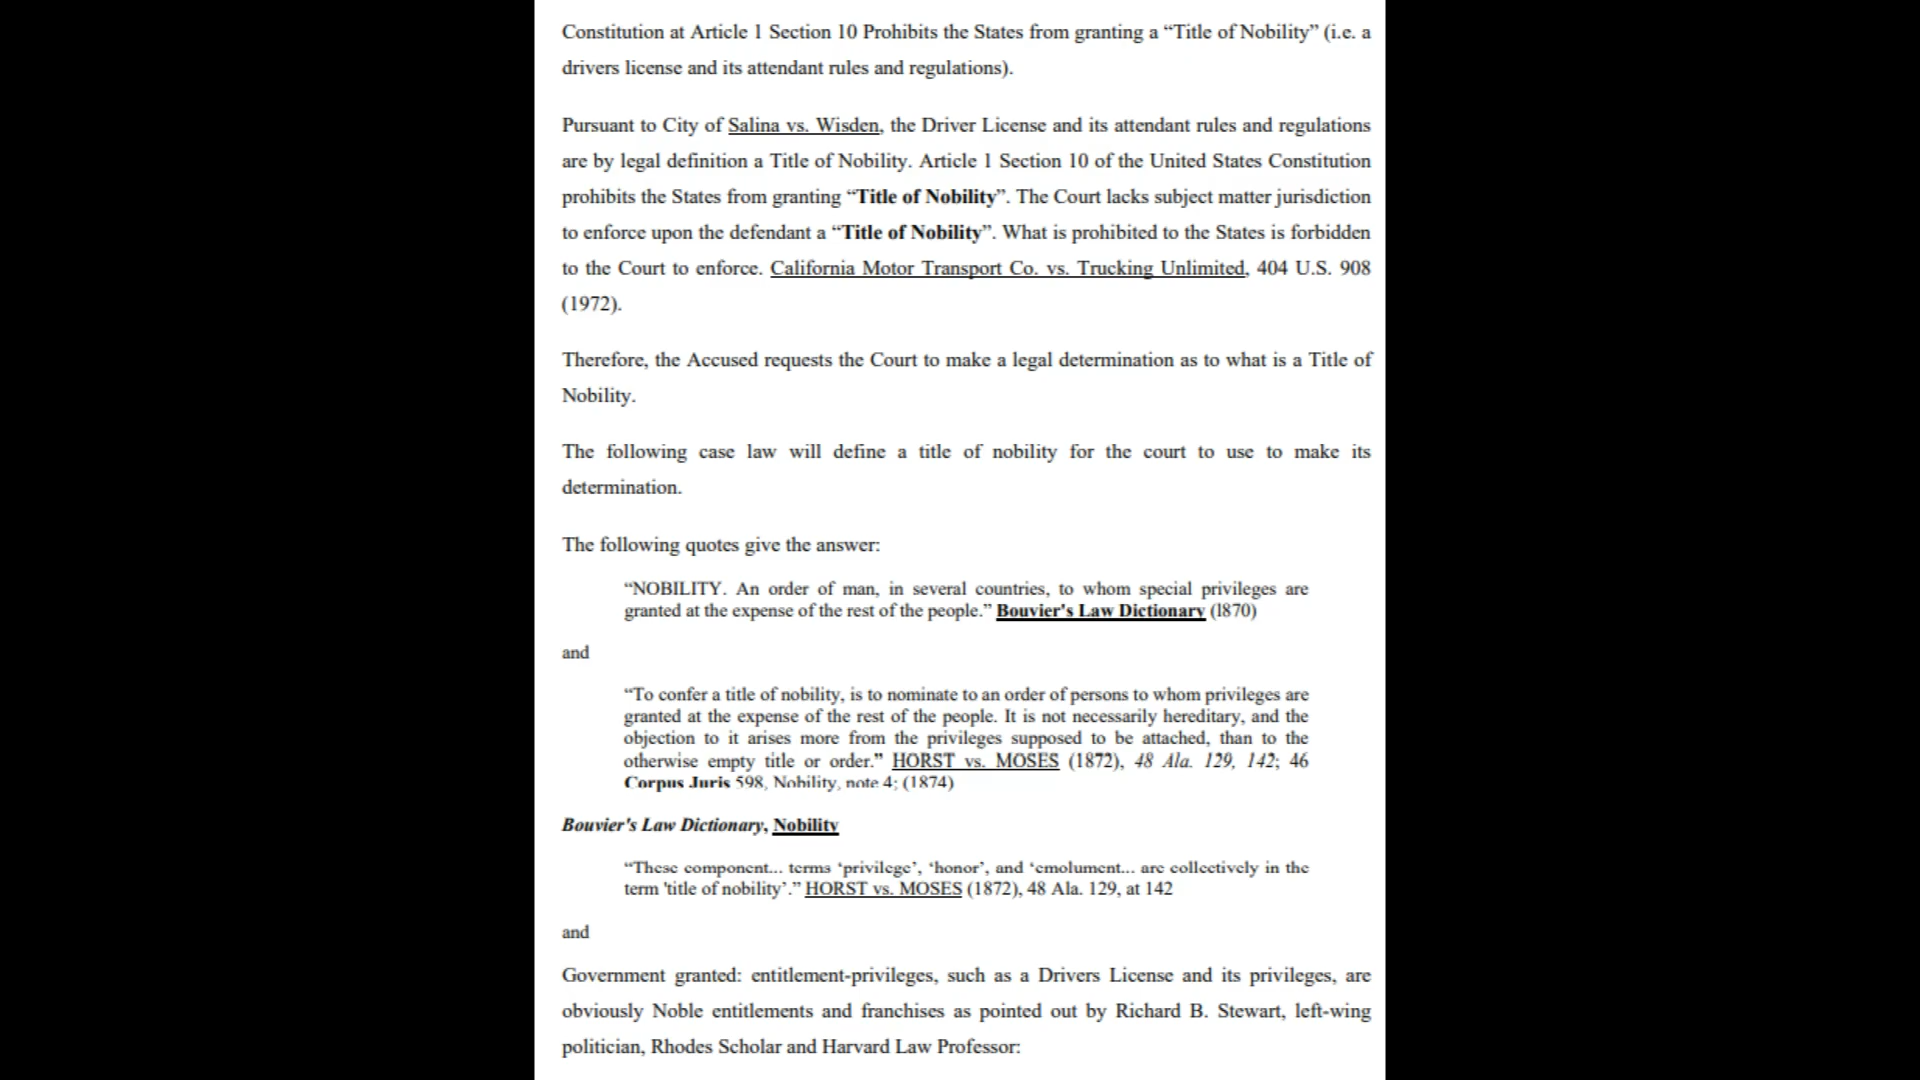 Constitution at Article 1 Section 10 Prohibits the States from granting a “Title of Nobility” (i.e. a
drivers license and its attendant rules and regulations).
Pursuant to City of Salina vs. Wisden, the Driver License and its attendant rules and regulations
are by legal definition a Title of Nobility. Article 1 Section 10 of the United States Constitution
prohibits the States from granting “Title of Nobility”. The Court lacks subject matter jurisdiction
to enforce upon the defendant a “Title of Nobility”. What is prohibited to the States is forbidden
to the Court to enforce. California Motor Transport Co. vs. Trucking Unlimited, 404 U.S. 908
(1972).
Therefore, the Accused requests the Court to make a legal determination as to what is a Title of
Nobility.
The following case law will define a title of nobility for the court to use to make its
determination.
The following quotes give the answer:
“NOBILITY. An order of man, in several countries, to whom special privileges are
granted at the expense of the rest of the people.” Bouvier's Law Dictionary (l870)
and
“To confer a title of nobility, is to nominate to an order of persons to whom privileges are
granted at the expense of the rest of the people. It is not necessarily hereditary, and the
objection to it arises more from the privileges supposed to be attached, than to the
otherwise empty title or order.” HORST vs. MOSES (1872), 48 Ala. 129, 142; 46
Corpus Juris 598, Nobility, note 4; (1874)
Bouvier's Law Dictionary, Nobility
“These component... terms ‘privilege’, ‘honor’, and ‘emolument... are collectively in the
term 'title of nobility’.” HORST vs. MOSES (1872), 48 Ala. 129, at 142
and
Government granted: entitlement-privileges, such as a Drivers License and its privileges, are
obviously Noble entitlements and franchises as pointed out by Richard B. Stewart, left-wing
politician, Rhodes Scholar and Harvard Law Professor: